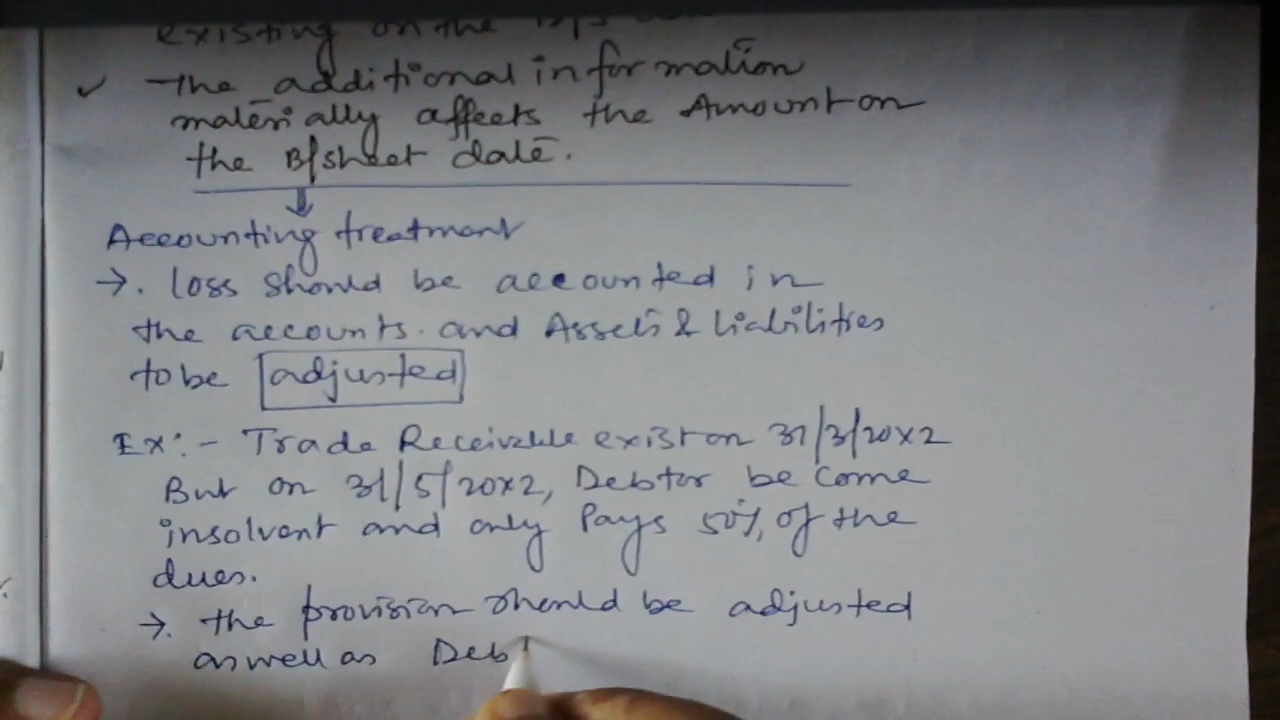 existing on the B/S
✓ The additional information
materially affects the Amount on
the B/sheet date.
Accounting treatment
→. loss should be accounted in
the accounts. and Assets & liabilities
to be adjusted
Ex:- Trade Receivable exist on 31/3/20x2
But on 31/5/20x2, Debtor become
insolvent and only Pays 50% of the
dues.
→. the provision should be adjusted
as well as Deb